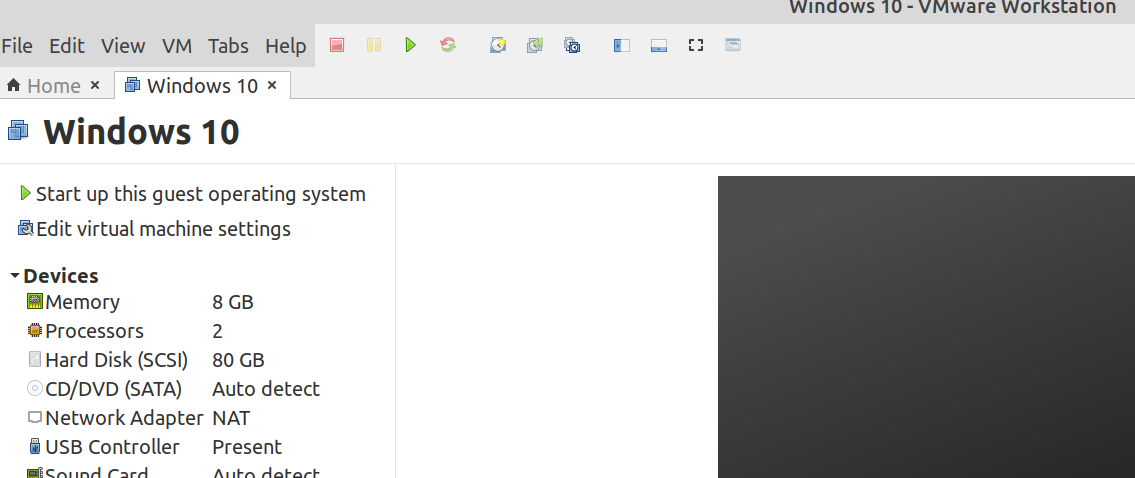 Windows 10 - VMware Workstation
File Edit View VM Tabs Help
Home × Windows 10 ×
Windows 10
Start up this guest operating system
Edit virtual machine settings
Devices
Memory 8 GB
Processors 2
Hard Disk (SCSI) 80 GB
CD/DVD (SATA) Auto detect
Network Adapter NAT
USB Controller Present
Sound Card Auto detect